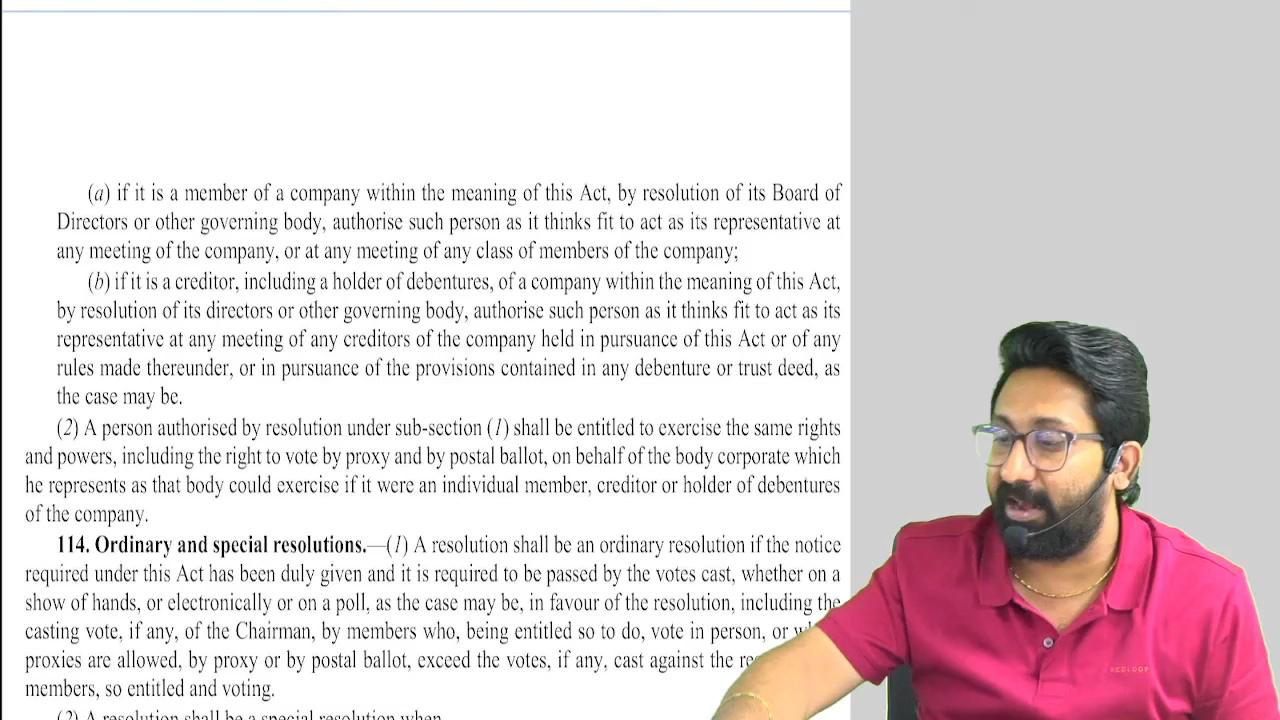 (a) if it is a member of a company within the meaning of this Act, by resolution of its Board of
Directors or other governing body, authorise such person as it thinks fit to act as its representative at
any meeting of the company, or at any meeting of any class of members of the company;
(b) if it is a creditor, including a holder of debentures, of a company within the meaning of this Act,
by resolution of its directors or other governing body, authorise such person as it thinks fit to act as its
representative at any meeting of any creditors of the company held in pursuance of this Act or of any
rules made thereunder, or in pursuance of the provisions contained in any debenture or trust deed, as
the case may be.
(2) A person authorised by resolution under sub-section (1) shall be entitled to exercise the same rights
and powers, including the right to vote by proxy and by postal ballot, on behalf of the body corporate which
he represents as that body could exercise if it were an individual member, creditor or holder of debentures
of the company.
114. Ordinary and special resolutions.—(1) A resolution shall be an ordinary resolution if the notice
required under this Act has been duly given and it is required to be passed by the votes cast, whether on a
show of hands, or electronically or on a poll, as the case may be, in favour of the resolution, including the
casting vote, if any, of the Chairman, by members who, being entitled so to do, vote in person, or
proxies are allowed, by proxy or by postal ballot, exceed the votes, if any, cast against the
members, so entitled and voting.
(2) A resolution shall be a special resolution when
REDLOOP